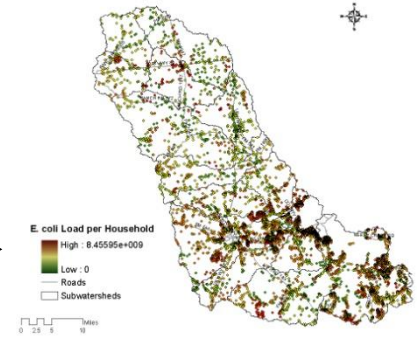 E. coli Load per Household
High : 8.45595e+009
Low : 0
Roads
Subwatersheds
0 2.5 5 10
Miles